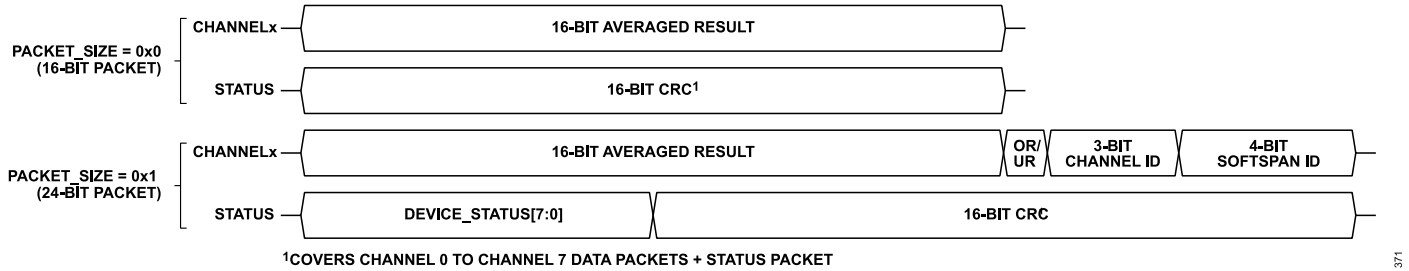 CHANNELx
16-BIT AVERAGED RESULT
PACKET_SIZE = 0x0
(16-BIT PACKET)
STATUS
16-BIT CRC1
CHANNELx
16-BIT AVERAGED RESULT
OR/
UR
3-BIT
CHANNEL ID
4-BIT
SOFTSPAN ID
PACKET_SIZE = 0x1
(24-BIT PACKET)
STATUS
DEVICE_STATUS[7:0]
16-BIT CRC
1COVERS CHANNEL 0 TO CHANNEL 7 DATA PACKETS + STATUS PACKET
371